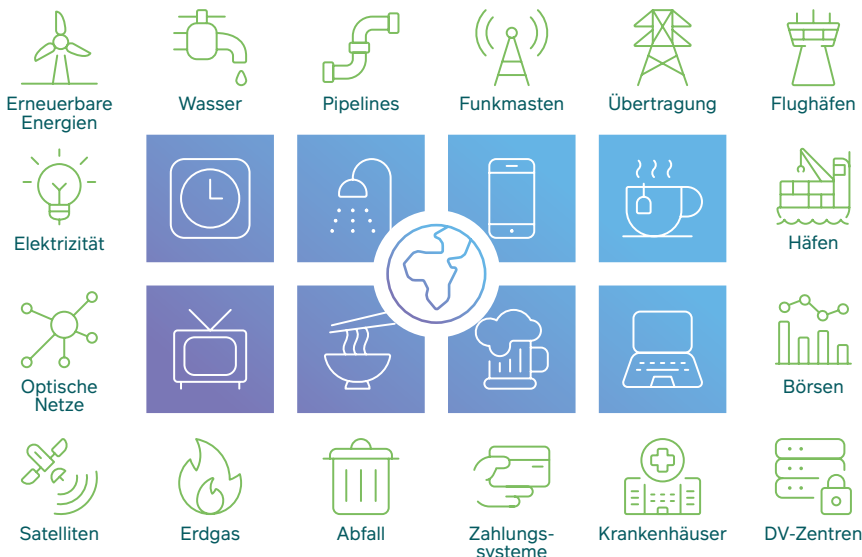 Erneuerbare
Energien
Wasser
Pipelines
Funkmasten
Übertragung
Flughäfen
Elektrizität
Häfen
Optische
Netze
Börsen
Satelliten
Erdgas
Abfall
Zahlungs-
systeme
Krankenhäuser
DV-Zentren